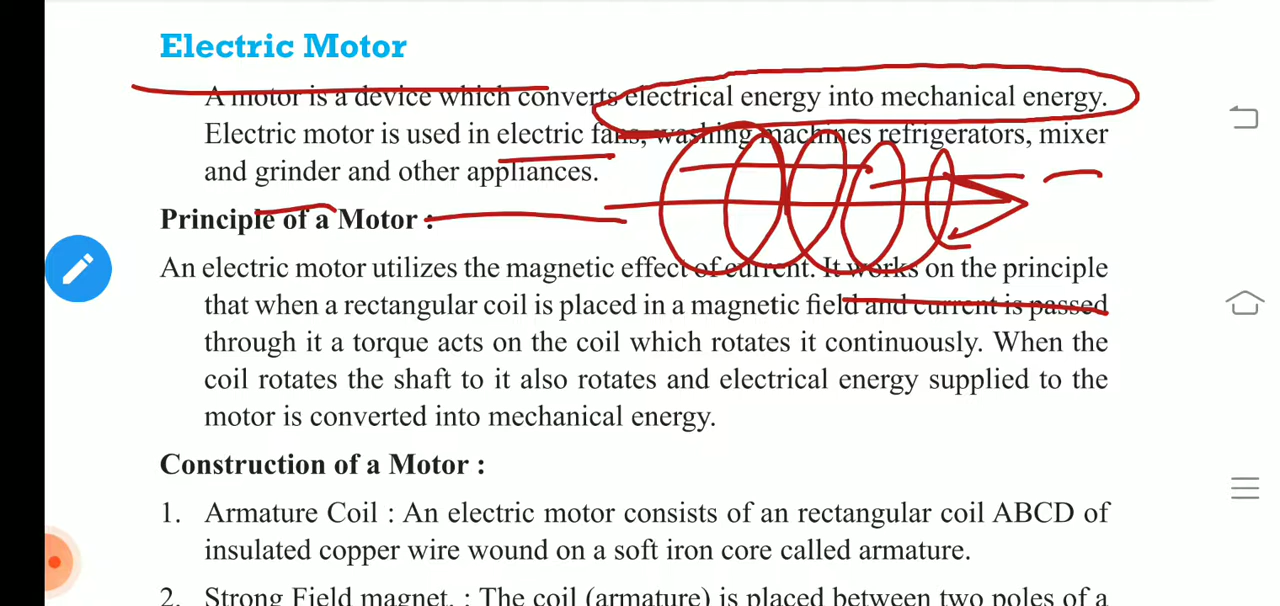 Electric Motor
A motor is a device which converts electrical energy into mechanical energy.
Electric motor is used in electric fans, washing machines refrigerators, mixer
and grinder and other appliances.
Principle of a Motor :
An electric motor utilizes the magnetic effect of current. It works on the principle
that when a rectangular coil is placed in a magnetic field and current is passed
through it a torque acts on the coil which rotates it continuously. When the
coil rotates the shaft to it also rotates and electrical energy supplied to the
motor is converted into mechanical energy.
Construction of a Motor :
1. Armature Coil : An electric motor consists of an rectangular coil ABCD of
insulated copper wire wound on a soft iron core called armature.
2. Strong Field magnet. : The coil (armature) is placed between two poles of a